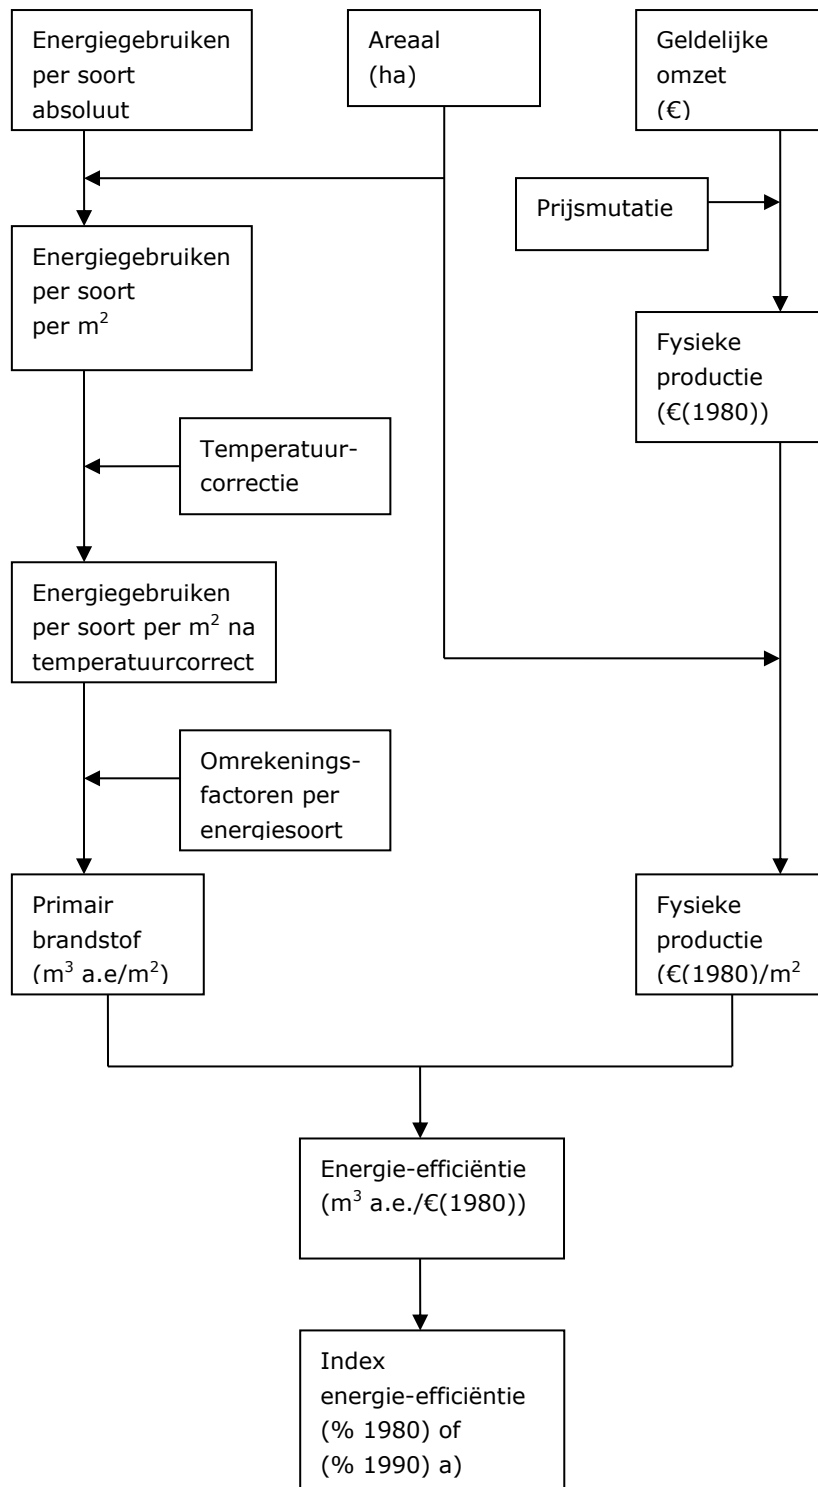 Energiegebruiken
per soort
absoluut
Areaal
(ha)
Geldelijke
omzet
(€)
Prijsmutatie
Energiegebruiken
per soort
per m²
Fysieke
productie
(€(1980))
Temperatuur-
correctie
Energiegebruiken
per soort per m² na
temperatuurcorrect
Omrekenings-
factoren per
energiesoort
Primair
brandstof
(m³ a.e/m²)
Fysieke
productie
(€(1980)/m²
Energie-efficiëntie
(m³ a.e./€(1980))
Index
energie-efficiëntie
(% 1980) of
(% 1990) a)